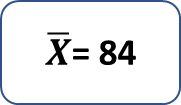 X̅ = 84